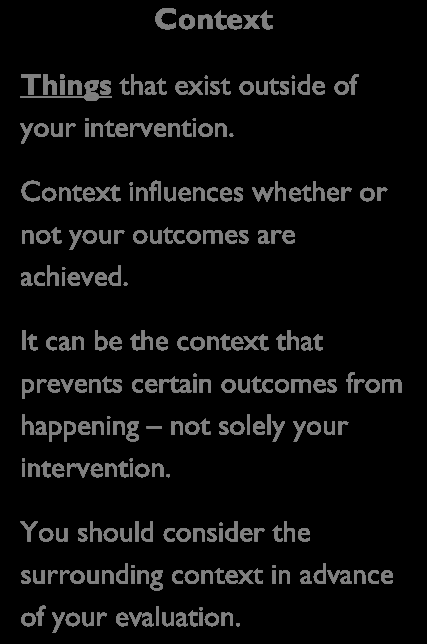 Context
Things that exist outside of
your intervention.
Context influences whether or
not your outcomes are
achieved.
It can be the context that
prevents certain outcomes from
happening – not solely your
intervention.
You should consider the
surrounding context in advance
of your evaluation.